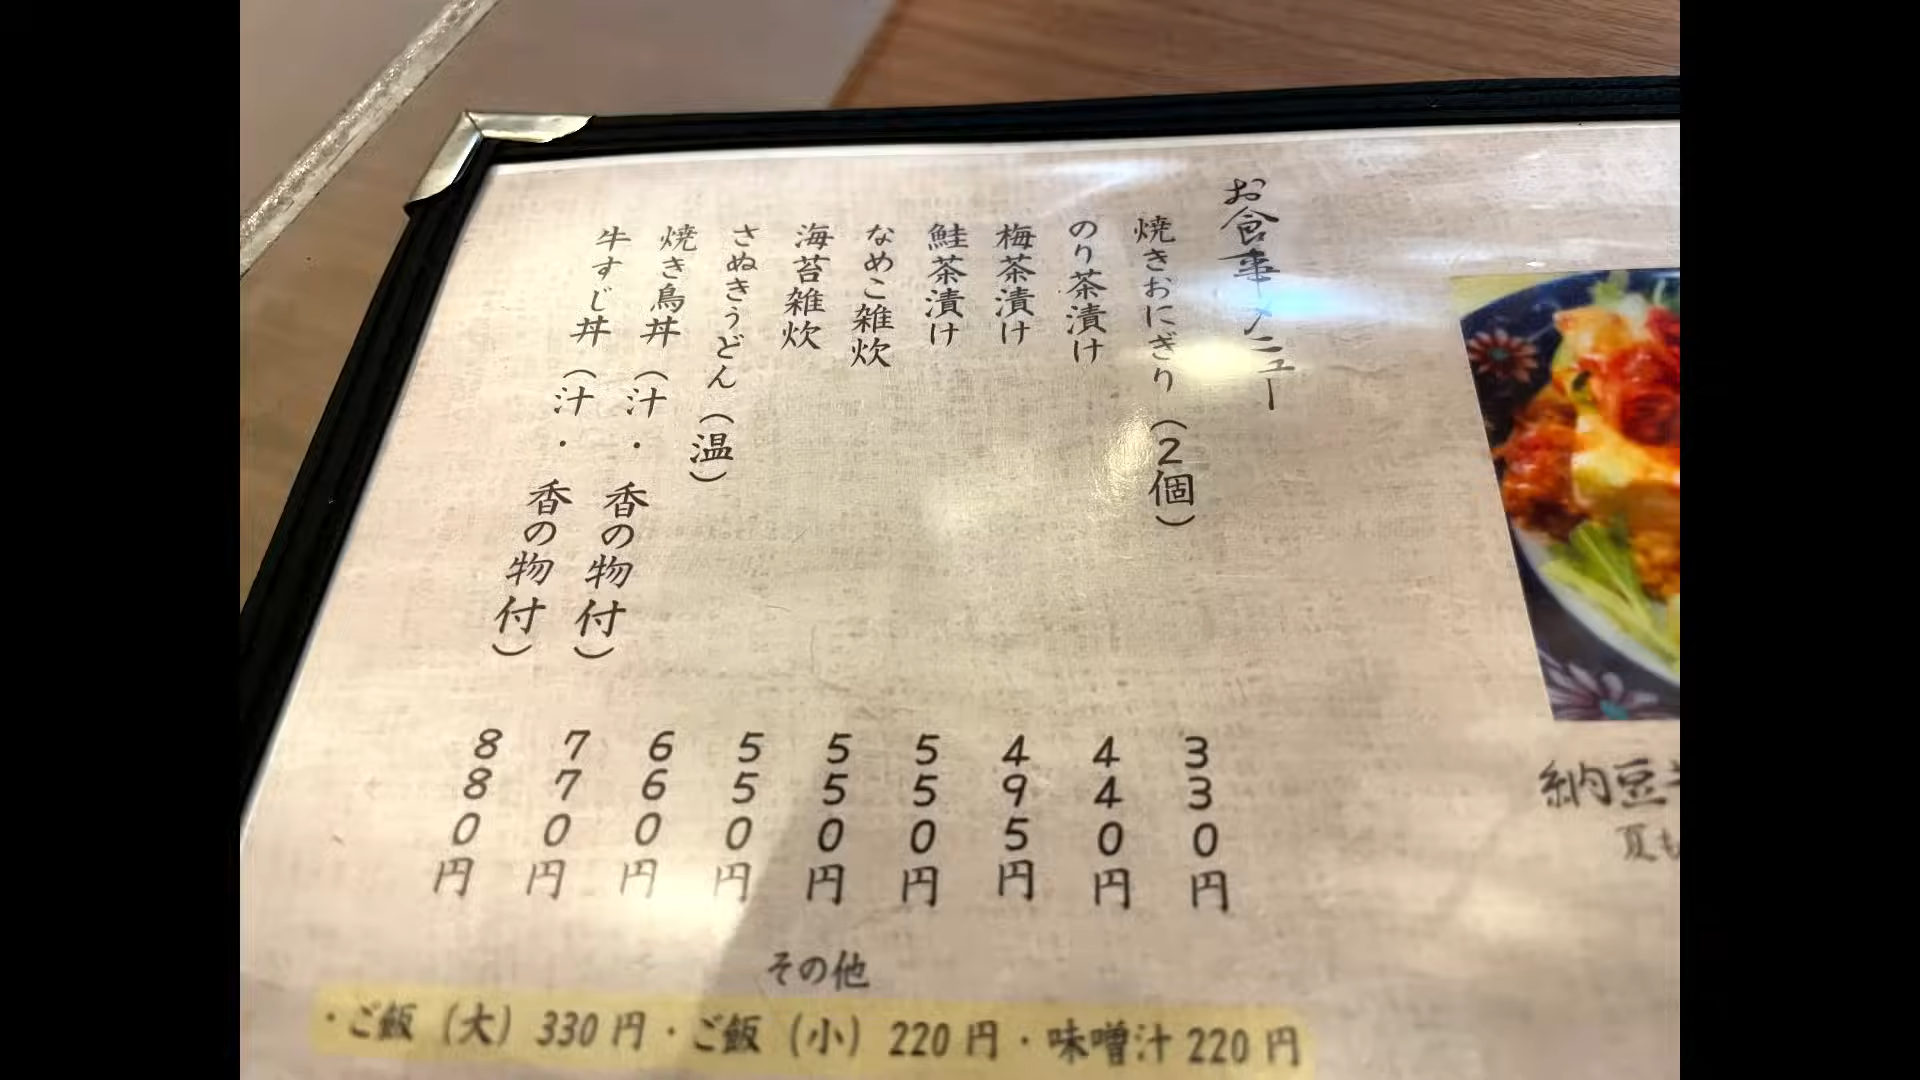 お食事メニュー
焼きおにぎり（2個） 330円
のり茶漬け 440円
梅茶漬け 495円
鮭茶漬け 550円
なめこ雑炊 550円
海苔雑炊 550円
さぬきうどん（温） 660円
焼き鳥丼（汁・香の物付） 770円
牛すじ丼（汁・香の物付） 880円
その他
・ご飯（大）330円・ご飯（小）220円・味噌汁220円
納豆
夏も